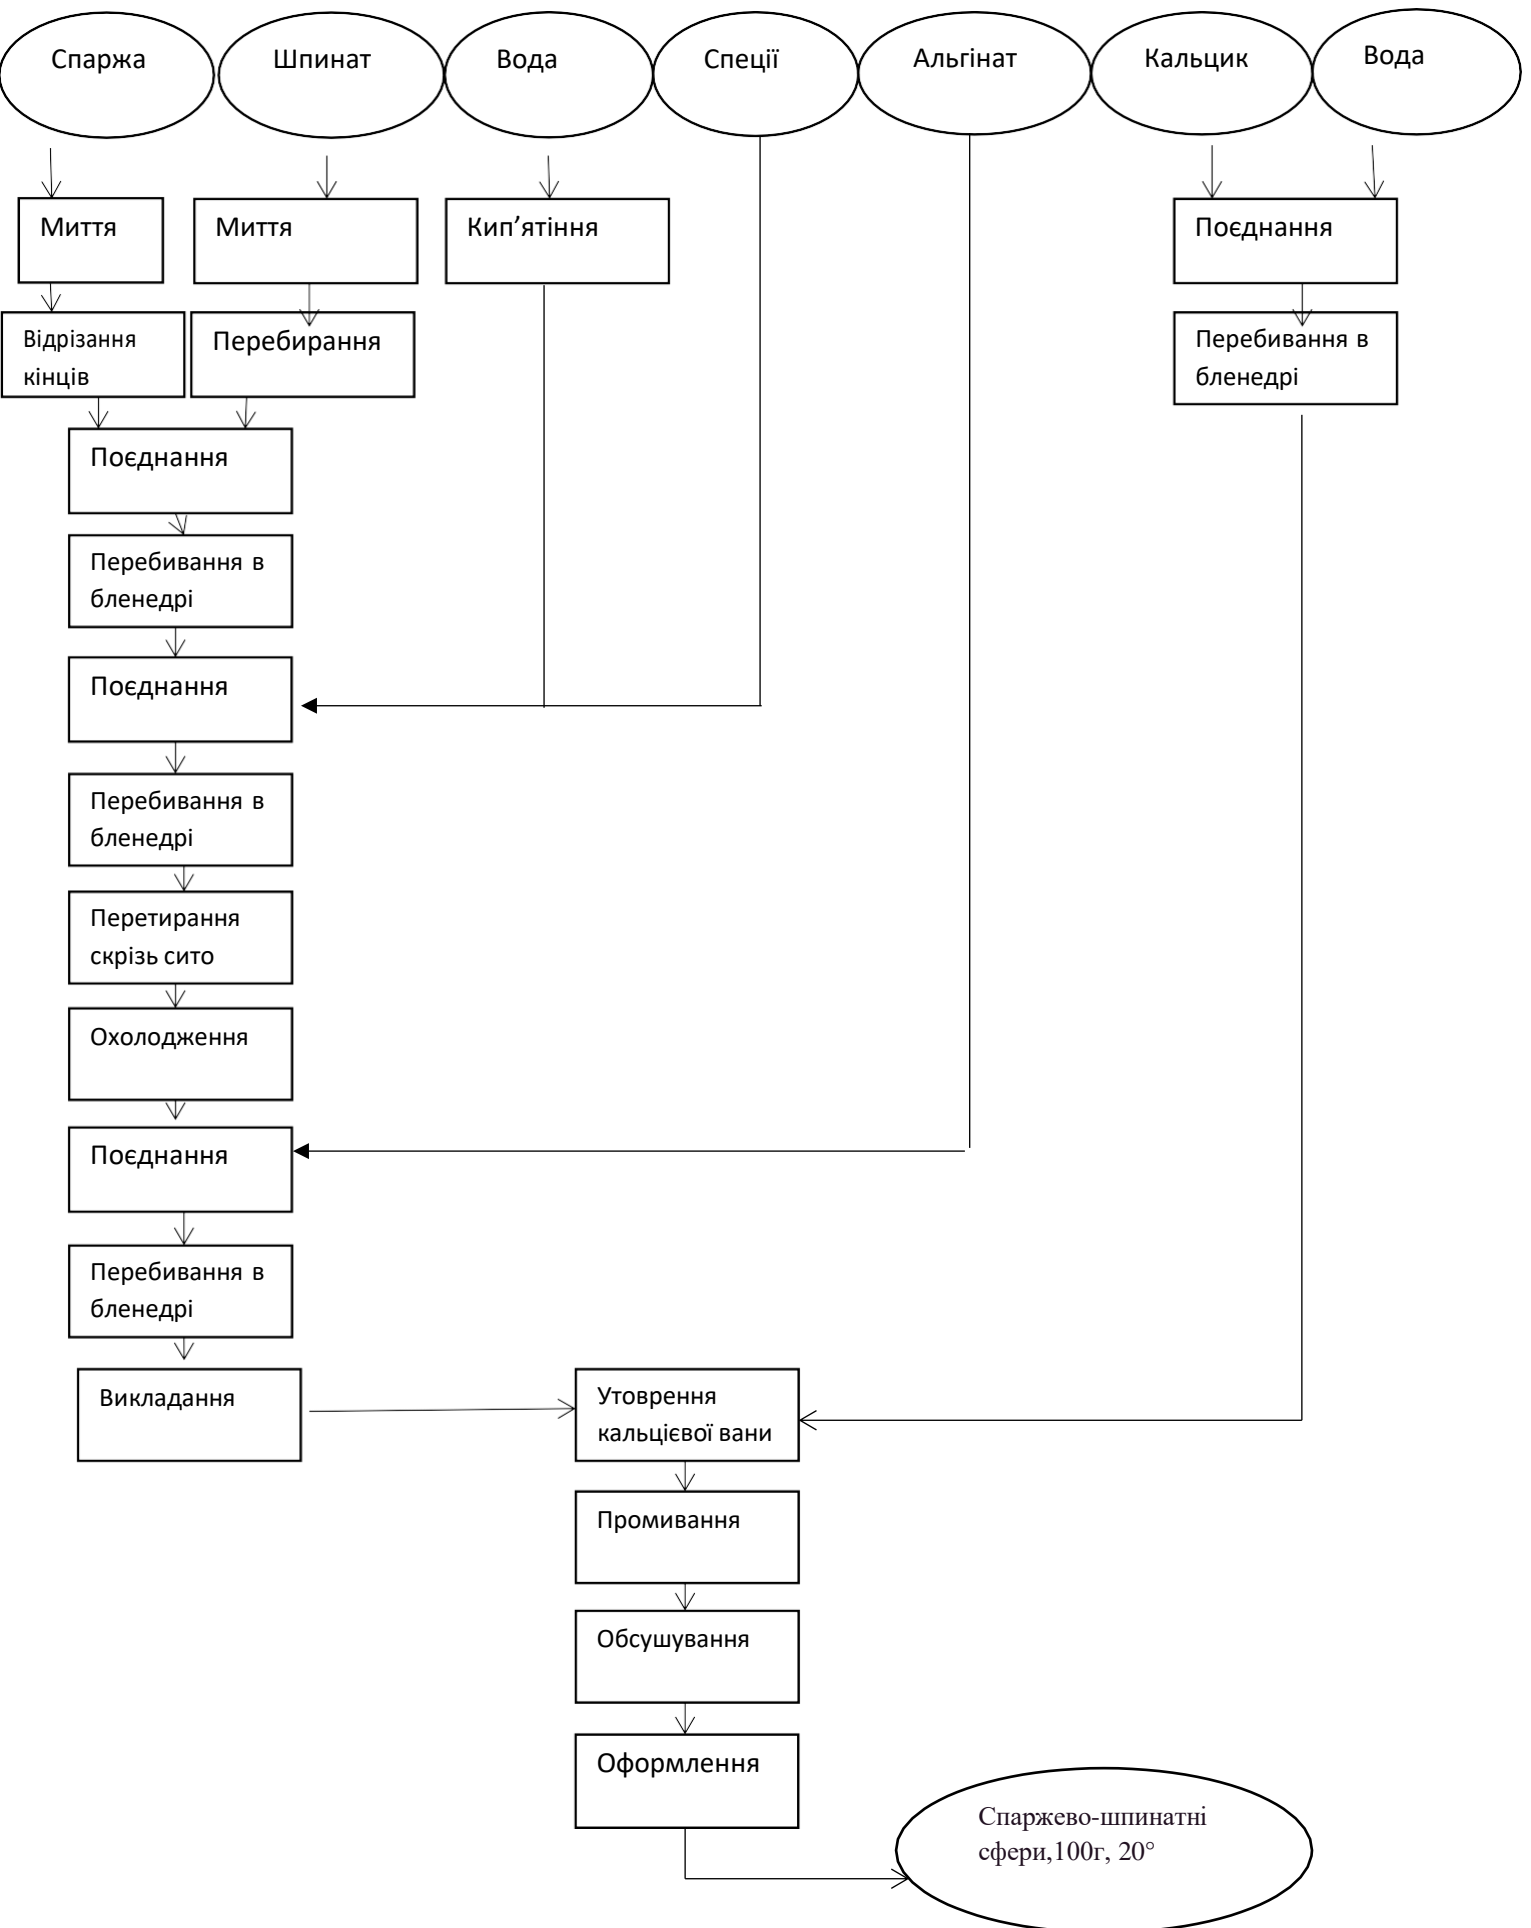 Спаржа
Шпинат
Вода
Спеції
Альгінат
Кальцик
Вода
Миття
Миття
Кип’ятіння
Поєднання
Відрізання
кінців
Перебирання
Перебивання в
бленедрі
Поєднання
Перебивання в
бленедрі
Поєднання
Перебивання в
бленедрі
Перетирання
скрізь сито
Охолодження
Поєднання
Перебивання в
бленедрі
Викладання
Утоврення
кальцієвої вани
Промивання
Обсушування
Оформлення
Спаржево-шпинатні
сфери,100г, 20°